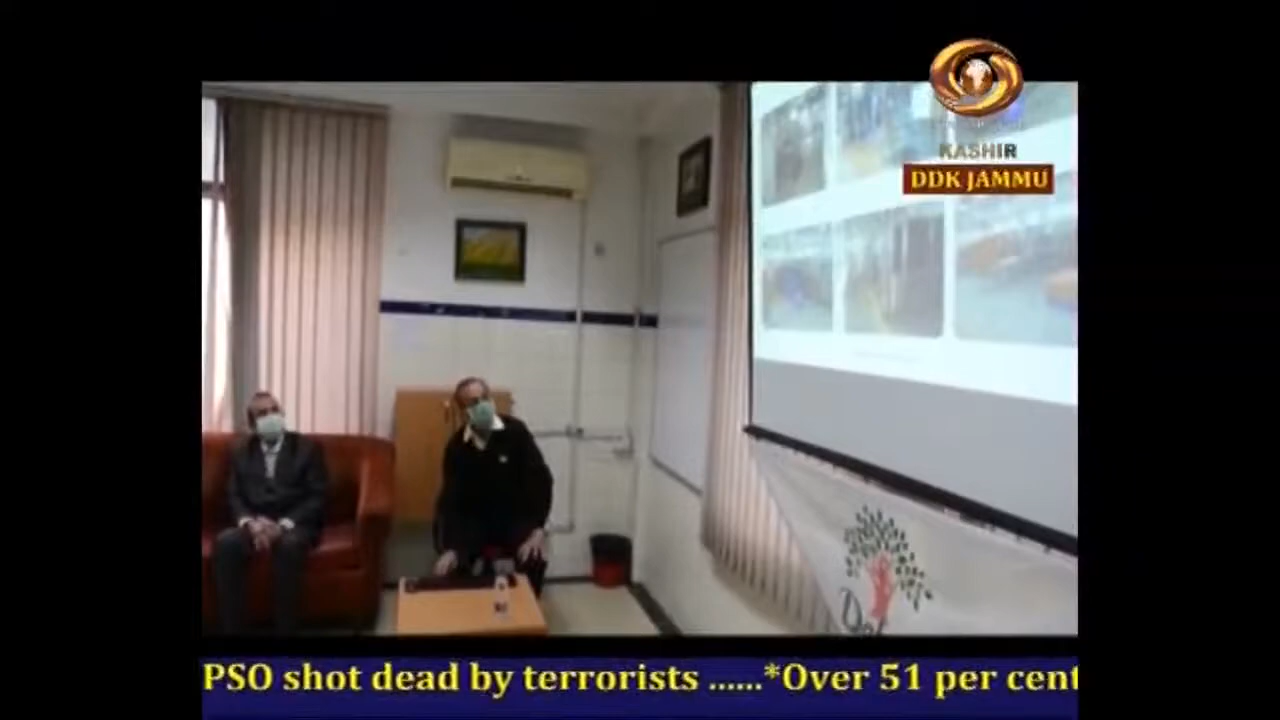 KASHIR
DDK JAMMU
PSO shot dead by terrorists ......*Over 51 per cent